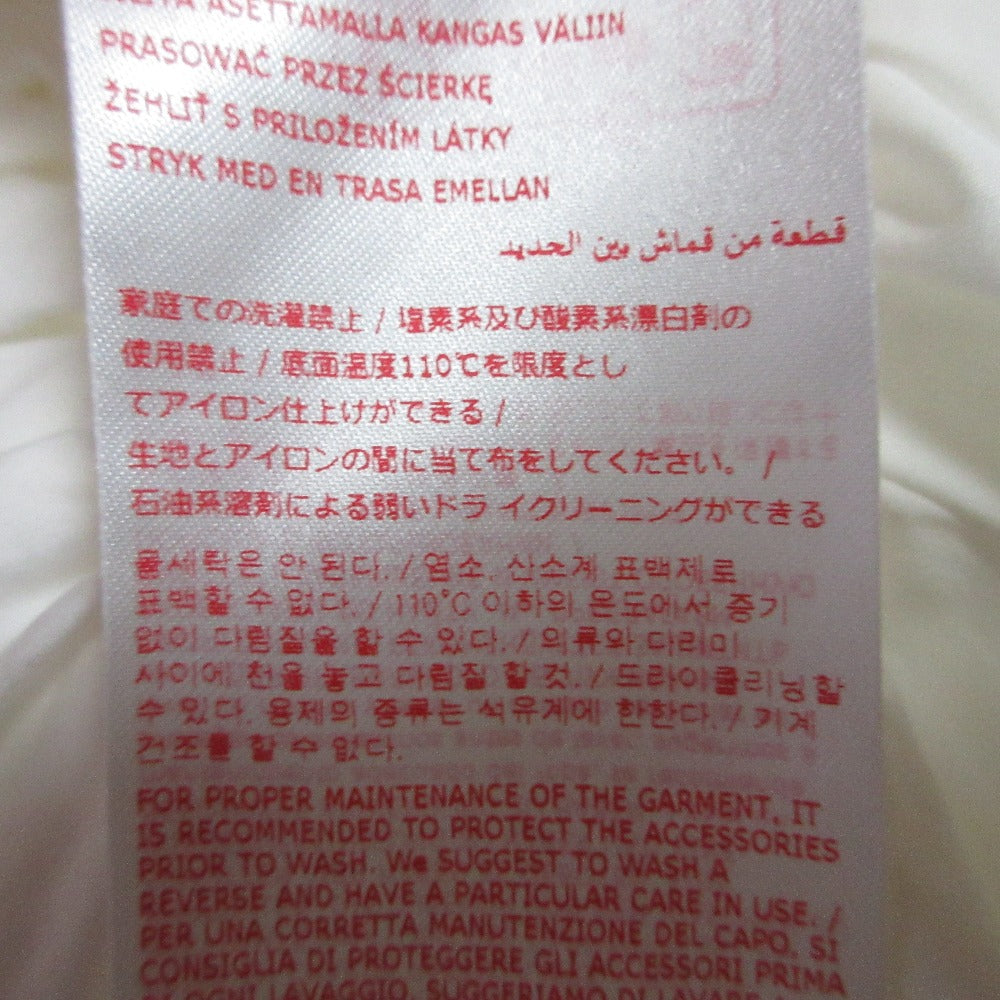 ASETTAMALLA KANGAS VÄLIIN
PRASOWAĆ PRZEZ ŚCIERKĘ
ŽEHLIŤ S PRILOŽENÍM LÁTKY
STRYK MED EN TRASA EMELLAN
قطعة من قماش بين الحديد
家庭での洗濯禁止 / 塩素系及び酸素系漂白剤の
使用禁止 / 底面温度110℃を限度とし
てアイロン仕上げができる /
生地とアイロンの間に当て布をしてください。 /
石油系溶剤による弱いドラ イクリーニングができる
물세탁은 안 된다. / 염소. 산소계 표백제로
표백할 수 없다. / 110°C 이하의 온도에서 증기
없이 다림질을 할 수 있다. / 의류와 다리미
사이에 천을 놓고 다림질 할 것. / 드라이클리닝할
수 있다. 용제의 종류는 석유계에 한한다. / 기계
건조를 할 수 없다.
FOR PROPER MAINTENANCE OF THE GARMENT, IT
IS RECOMMENDED TO PROTECT THE ACCESSORIES
PRIOR TO WASH. We SUGGEST TO WASH A
REVERSE AND HAVE A PARTICULAR CARE IN USE. /
PER UNA CORRETTA MANUTENZIONE DEL CAPO, SI
CONSIGLIA DI PROTEGGERE GLI ACCESSORI PRIMA
DI OGNI LAVAGGIO. SUGGERIAMO DI